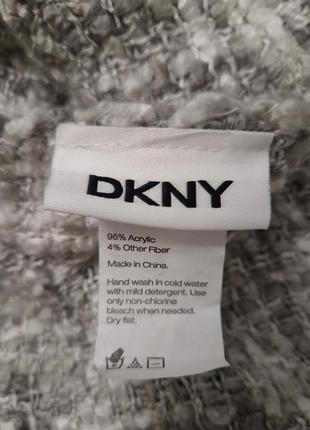 DKNY
96% Acrylic
4% Other Fiber
Made in China.
Hand wash in cold water
with mild detergent. Use
only non-chlorine
bleach when needed.
Dry flat.